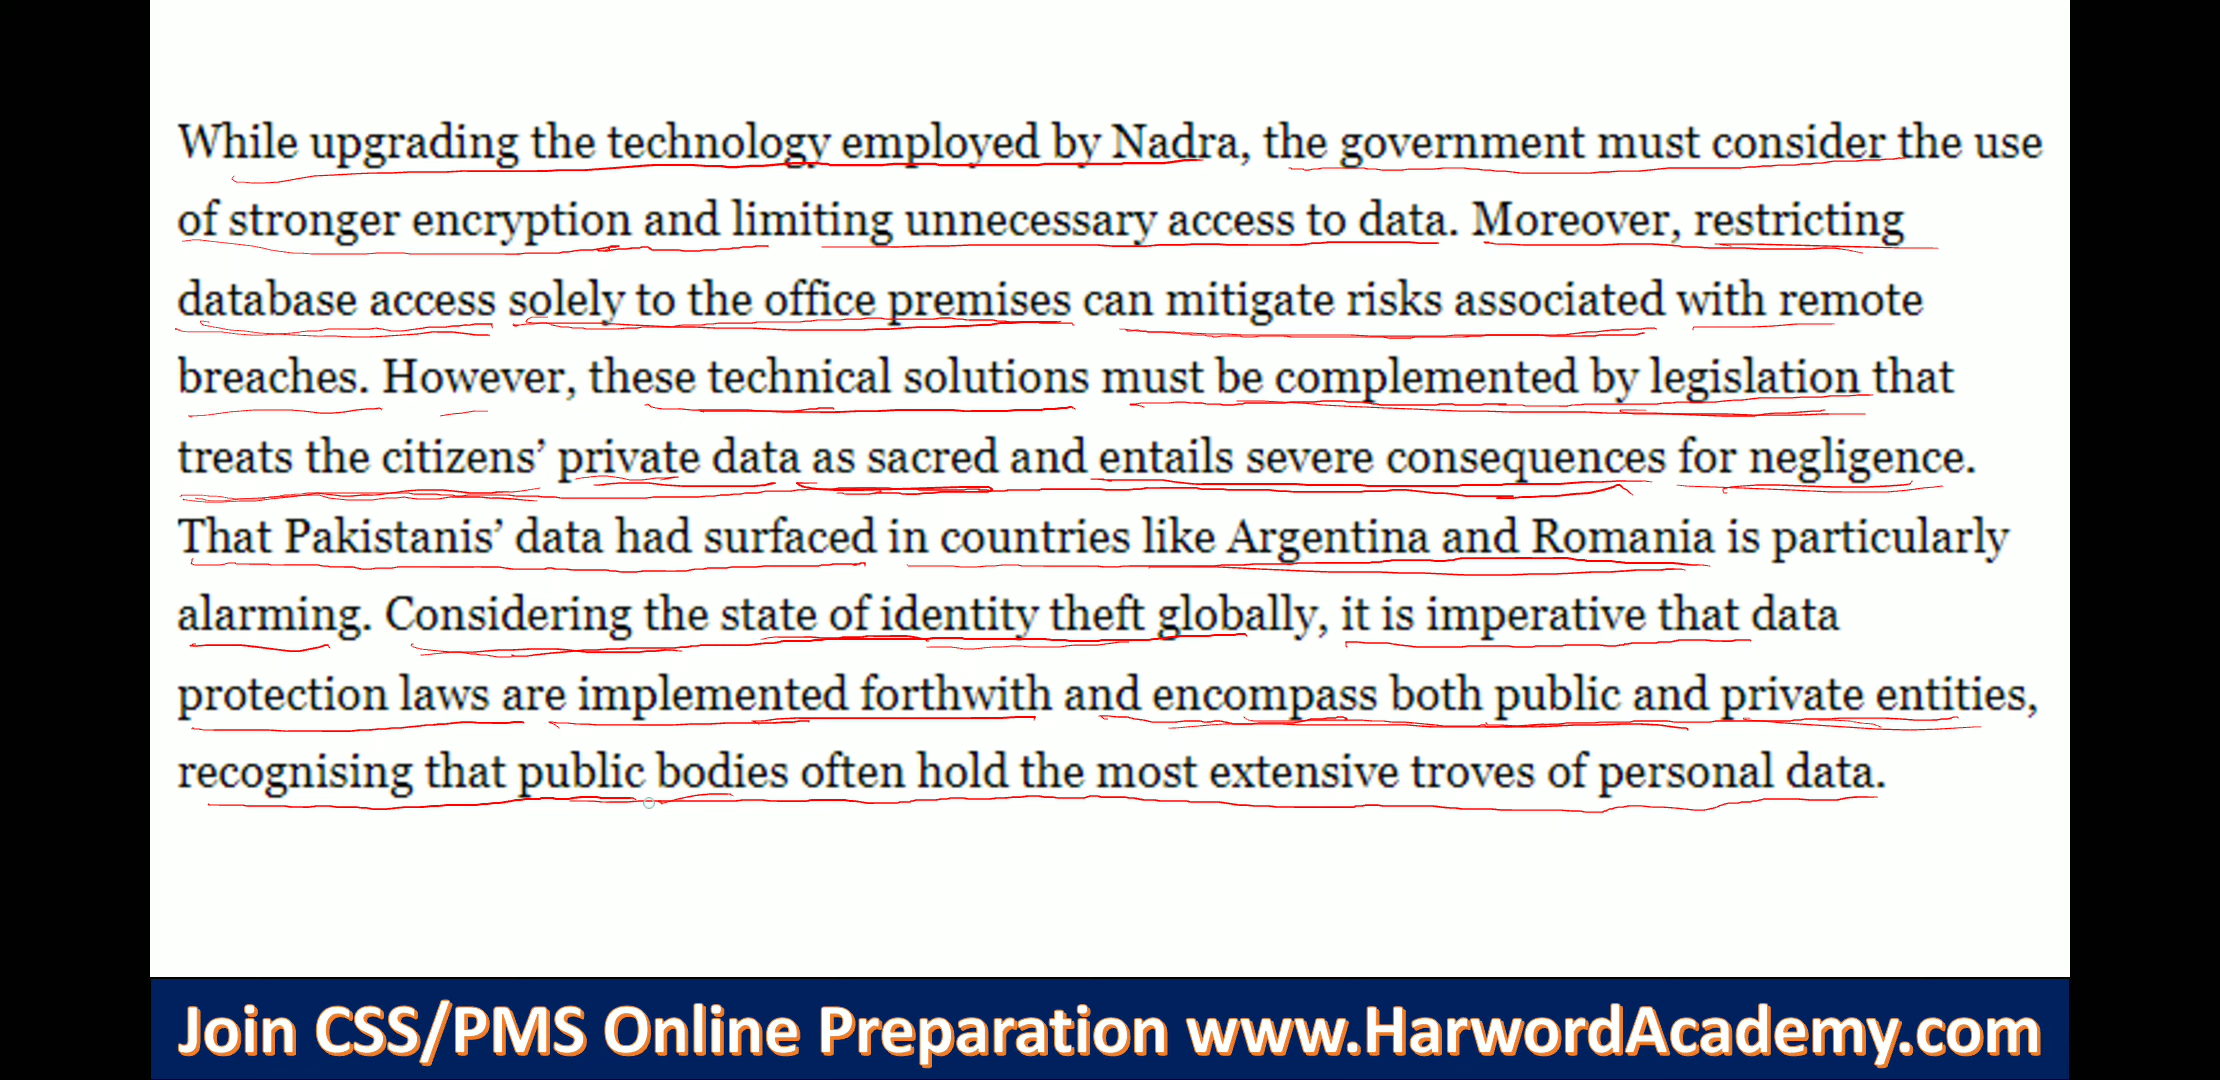 While upgrading the technology employed by Nadra, the government must consider the use
of stronger encryption and limiting unnecessary access to data. Moreover, restricting
database access solely to the office premises can mitigate risks associated with remote
breaches. However, these technical solutions must be complemented by legislation that
treats the citizens’ private data as sacred and entails severe consequences for negligence.
That Pakistanis’ data had surfaced in countries like Argentina and Romania is particularly
alarming. Considering the state of identity theft globally, it is imperative that data
protection laws are implemented forthwith and encompass both public and private entities,
recognising that public bodies often hold the most extensive troves of personal data.
Join CSS/PMS Online Preparation www.HarwordAcademy.com